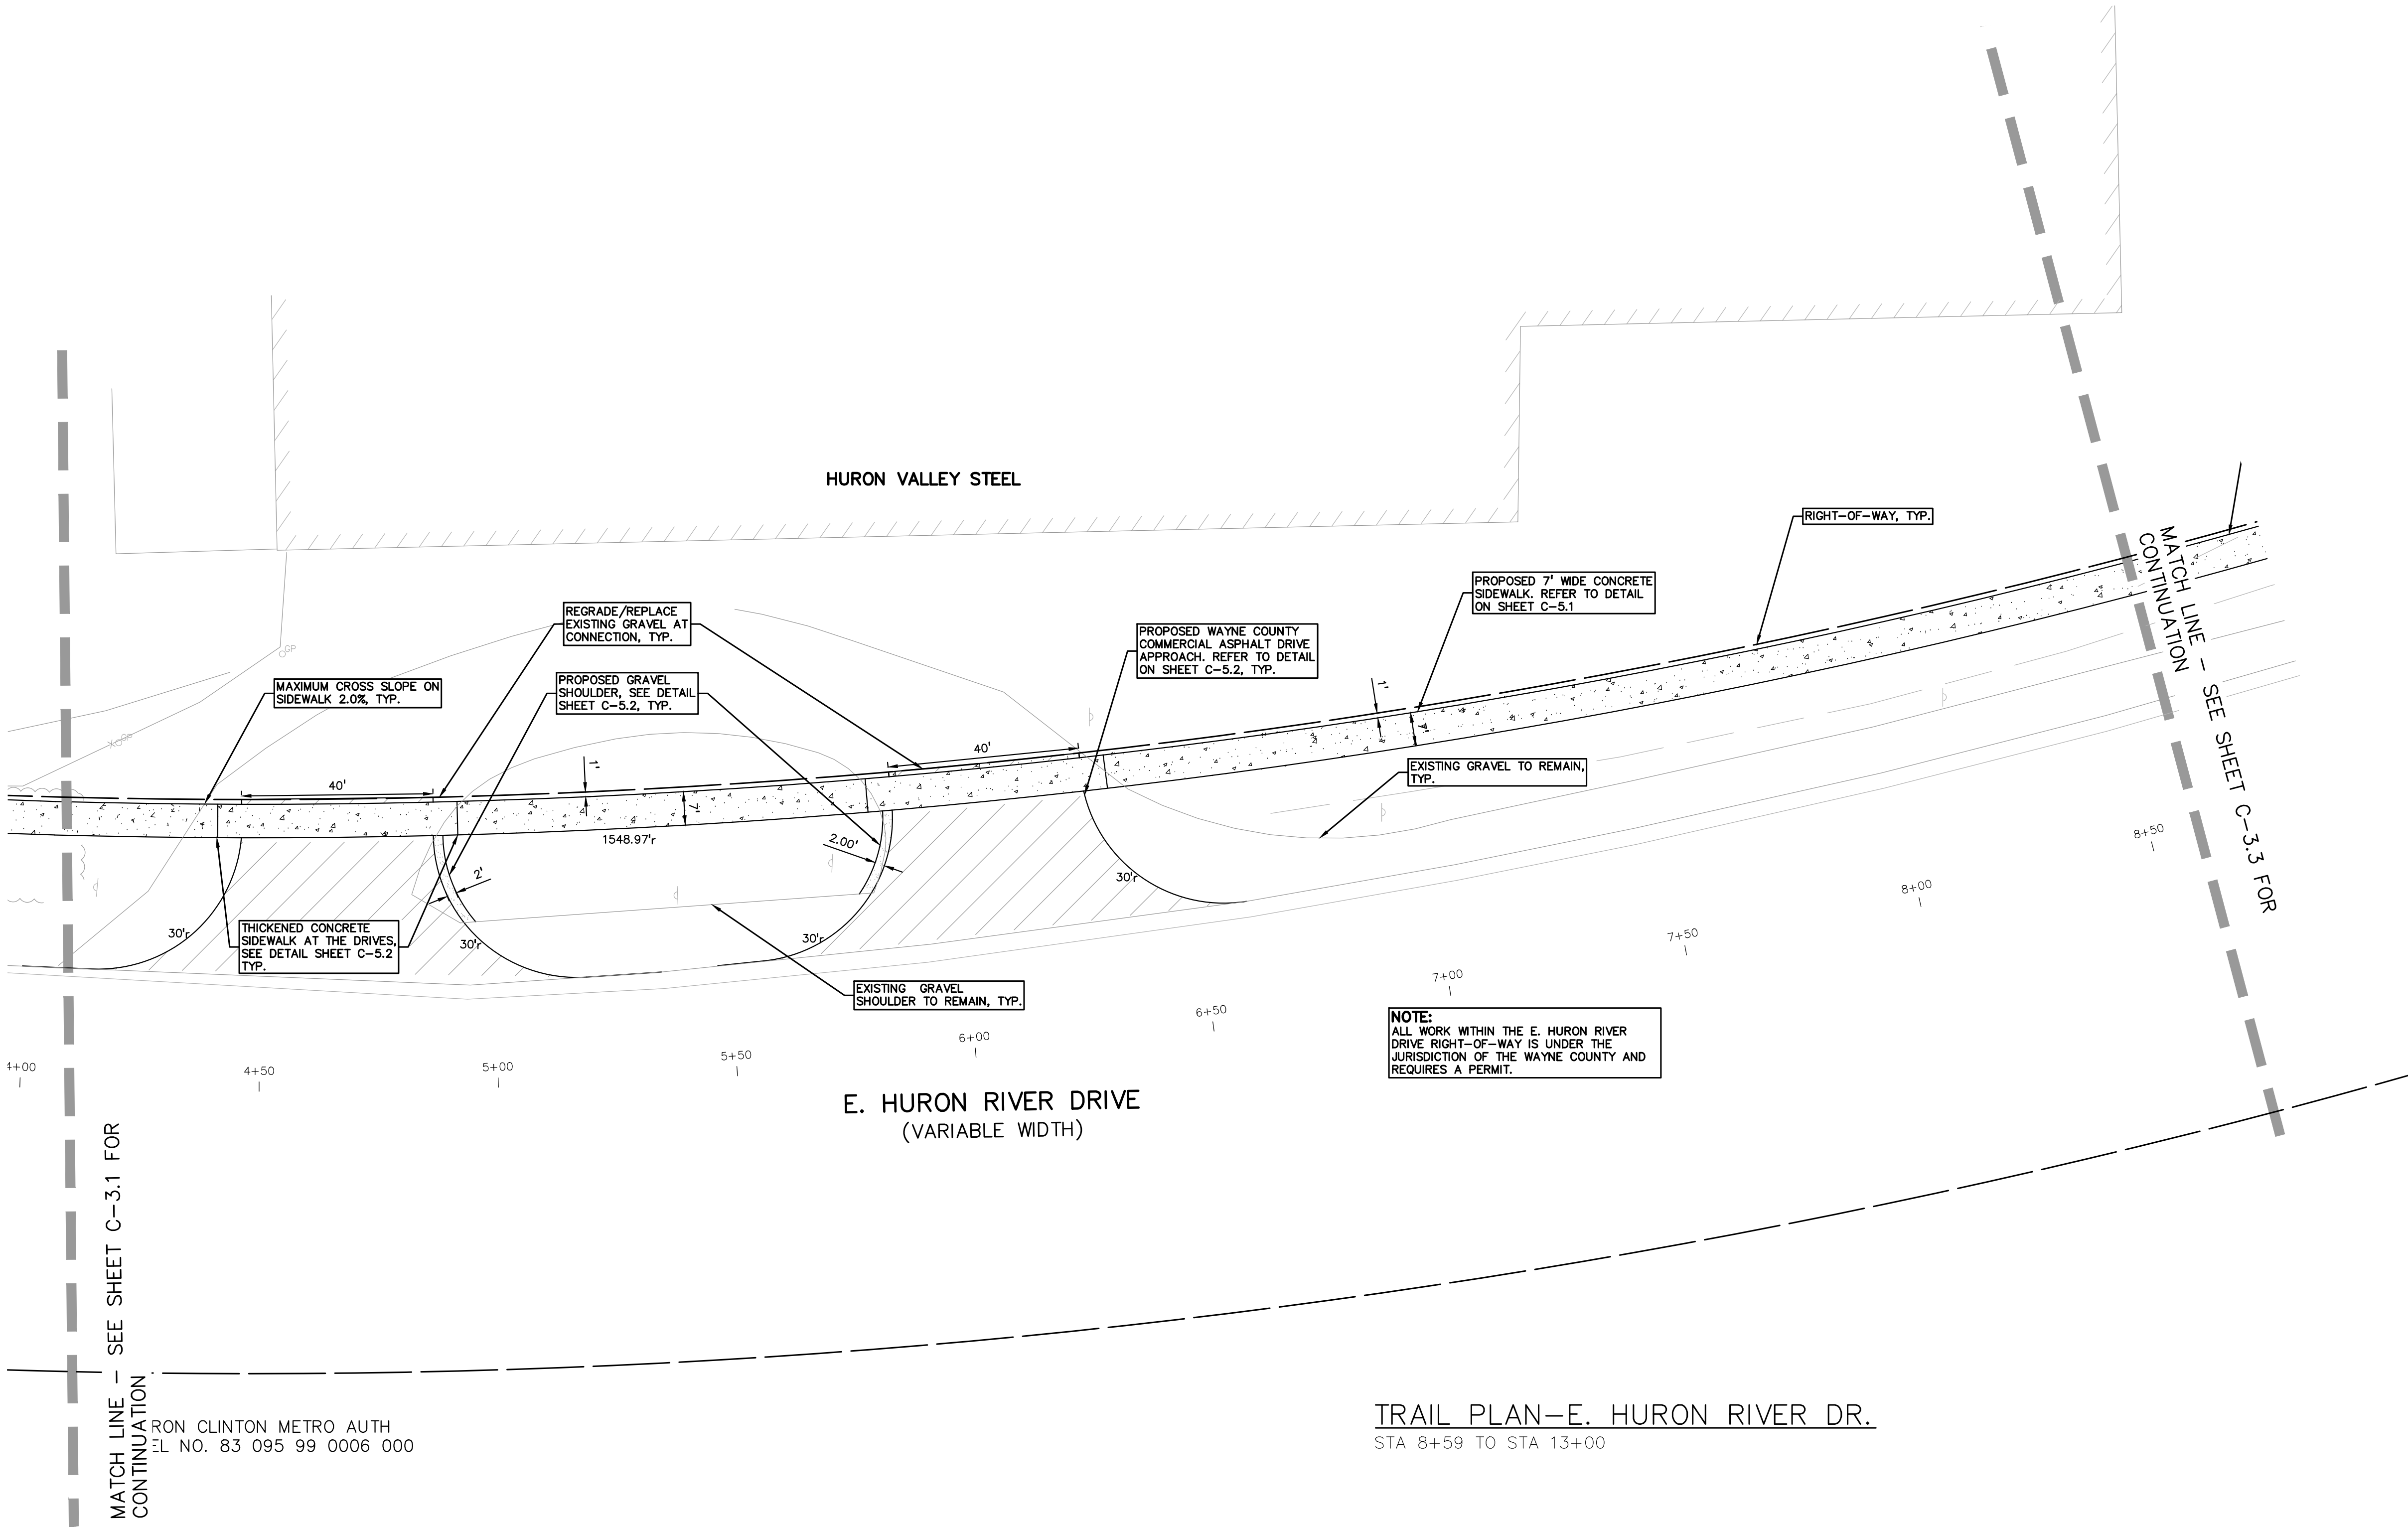 HURON VALLEY STEEL
RIGHT-OF-WAY, TYP.
MATCH LINE - SEE SHEET C-3.3 FOR
CONTINUATION
PROPOSED 7' WIDE CONCRETE
SIDEWALK. REFER TO DETAIL
ON SHEET C-5.1
REGRADE/REPLACE
EXISTING GRAVEL AT
CONNECTION, TYP.
PROPOSED WAYNE COUNTY
COMMERCIAL ASPHALT DRIVE
APPROACH. REFER TO DETAIL
ON SHEET C-5.2, TYP.
GP
PROPOSED GRAVEL
SHOULDER, SEE DETAIL
SHEET C-5.2, TYP.
MAXIMUM CROSS SLOPE ON
SIDEWALK 2.0%, TYP.
1'
7'
GP
40'
EXISTING GRAVEL TO REMAIN,
TYP.
40'
1'
7'
1548.97'r
2.00'
2'
30'r
30'r
30'r
30'r
THICKENED CONCRETE
SIDEWALK AT THE DRIVES,
SEE DETAIL SHEET C-5.2
TYP.
EXISTING GRAVEL
SHOULDER TO REMAIN, TYP.
4+00
4+50
5+00
5+50
6+00
6+50
7+00
7+50
8+00
8+50
NOTE:
ALL WORK WITHIN THE E. HURON RIVER
DRIVE RIGHT-OF-WAY IS UNDER THE
JURISDICTION OF THE WAYNE COUNTY AND
REQUIRES A PERMIT.
E. HURON RIVER DRIVE
(VARIABLE WIDTH)
MATCH LINE - SEE SHEET C-3.1 FOR
CONTINUATION
RON CLINTON METRO AUTH
EL NO. 83 095 99 0006 000
TRAIL PLAN-E. HURON RIVER DR.
STA 8+59 TO STA 13+00